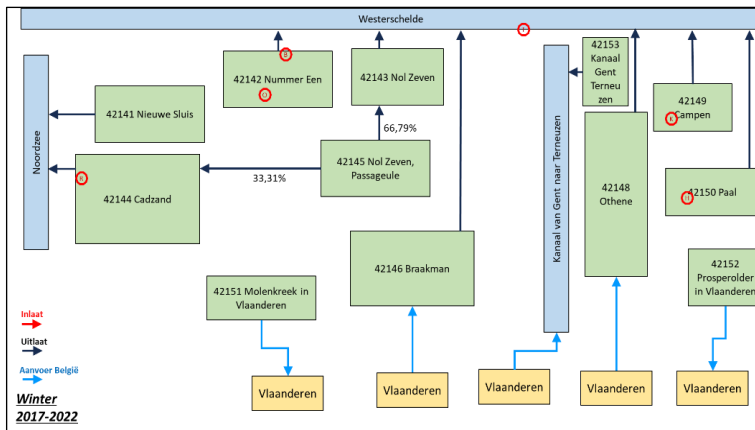 Westerschelde
42142 Nummer Een
42143 Nol Zeven
42153
Kanaal
Gent
Terneu
zen
42141 Nieuwe Sluis
42149
Campen
66,79%
42145 Nol Zeven,
Passageule
33,31%
42144 Cadzand
Noordzee
Kanaal van Gent naar Terneuzen
42148
Othene
42150 Paal
42146 Braakman
42151 Molenkreek in
Vlaanderen
42152
Prosperolder
in Vlaanderen
Inlaat
Uitlaat
Aanvoer België
Vlaanderen
Vlaanderen
Vlaanderen
Vlaanderen
Vlaanderen
Winter
2017-2022